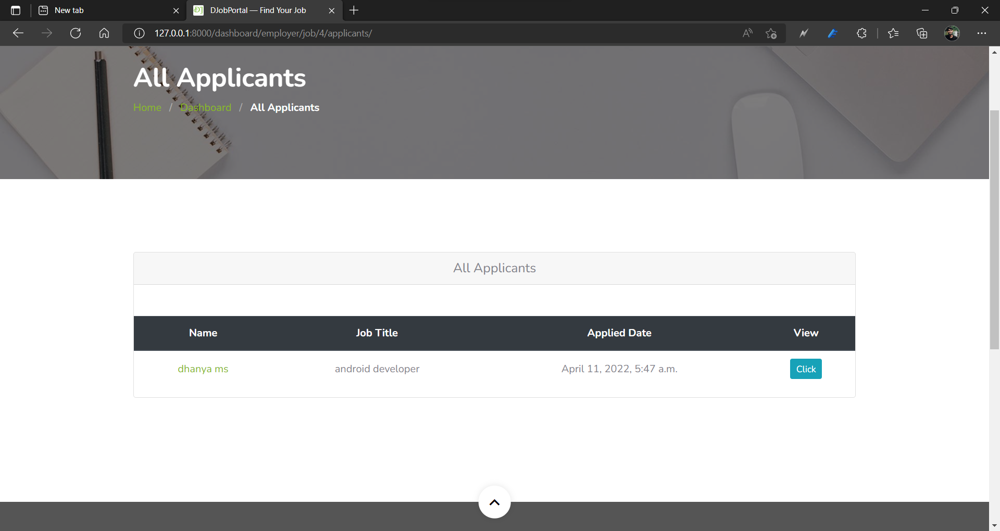 New tab
DJobPortal — Find Your Job
127.0.0.1:8000/dashboard/employer/job/4/applicants/
All Applicants
Home / Dashboard / All Applicants
All Applicants
Name Job Title Applied Date View
dhanya ms android developer April 11, 2022, 5:47 a.m. Click